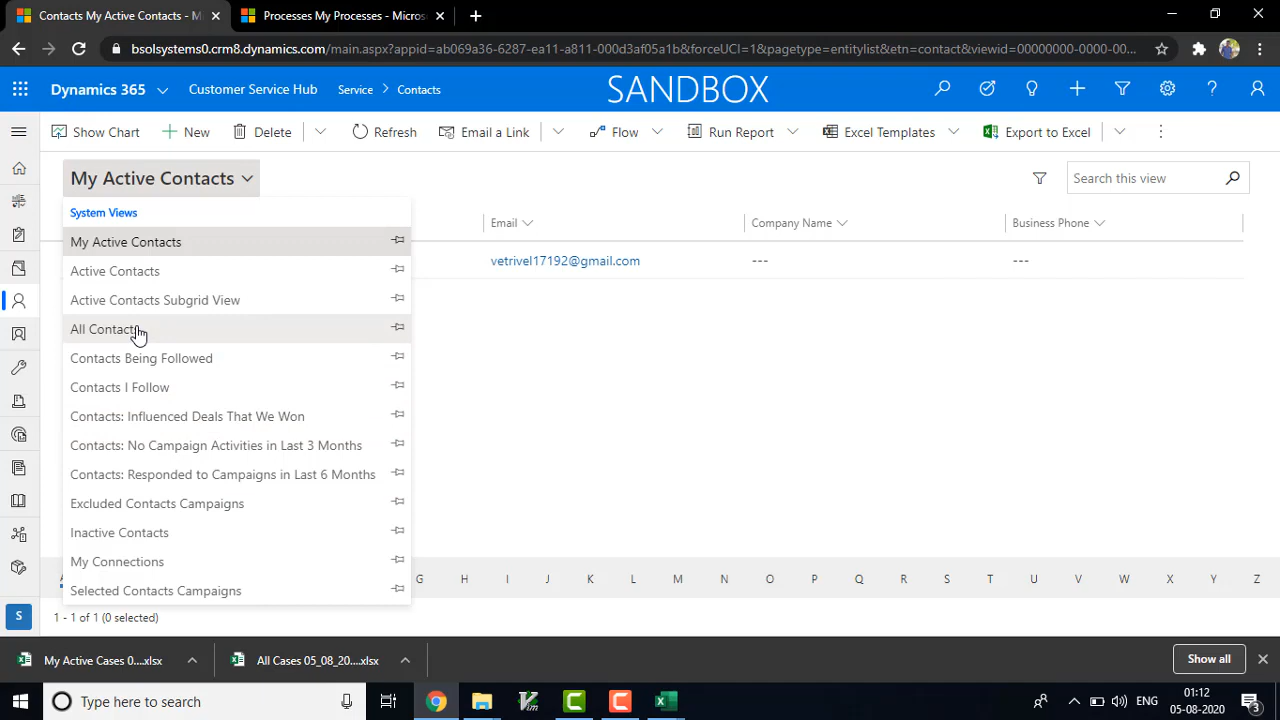 Contacts My Active Contacts - M
Processes My Processes - Micros
bsolsystems0.crm8.dynamics.com/main.aspx?appid=ab069a36-6287-ea11-a811-000d3af05a1b&forceUCI=1&pagetype=entitylist&etn=contact&viewid=00000000-0000-00...
Dynamics 365
Customer Service Hub
Service > Contacts
SANDBOX
Show Chart
New
Delete
Refresh
Email a Link
Flow
Run Report
Excel Templates
Export to Excel
My Active Contacts
Search this view
System Views
Email
Company Name
Business Phone
My Active Contacts
vetrivel17192@gmail.com
---
---
Active Contacts
Active Contacts Subgrid View
All Contacts
Contacts Being Followed
Contacts I Follow
Contacts: Influenced Deals That We Won
Contacts: No Campaign Activities in Last 3 Months
Contacts: Responded to Campaigns in Last 6 Months
Excluded Contacts Campaigns
Inactive Contacts
My Connections
G H I J K L M N O P Q R S T U V W X Y Z
Selected Contacts Campaigns
S
1 - 1 of 1 (0 selected)
My Active Cases 0....xlsx
All Cases 05_08_20....xlsx
Show all
Type here to search
ENG
01:12
05-08-2020
3